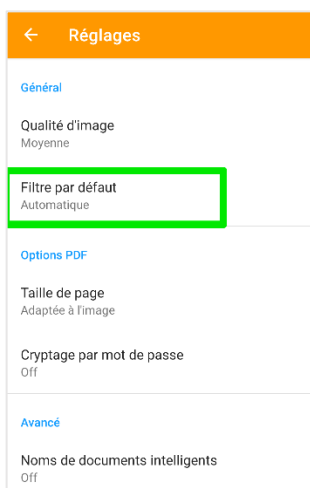 Réglages
Général
Qualité d'image
Moyenne
Filtre par défaut
Automatique
Options PDF
Taille de page
Adaptée à l'image
Cryptage par mot de passe
Off
Avancé
Noms de documents intelligents
Off